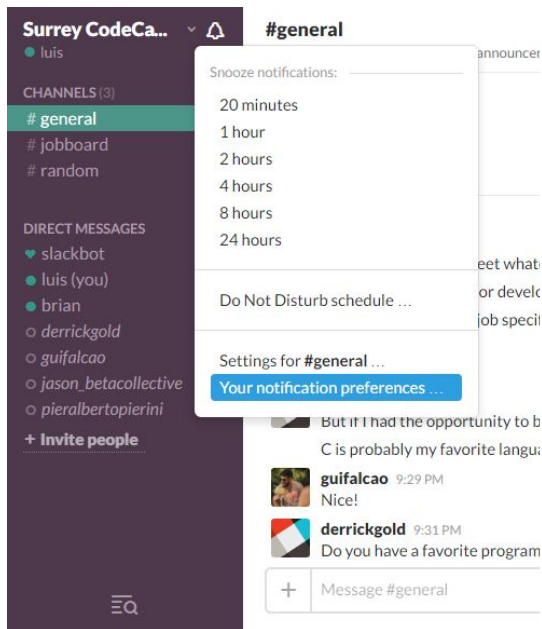 Surrey CodeCa...
luis
CHANNELS (3)
# general
# jobboard
# random
DIRECT MESSAGES
slackbot
luis (you)
brian
derrickgold
guifalcao
jason_betacollective
pieralbertopierini
+ Invite people
#general
Snooze notifications:
20 minutes
1 hour
2 hours
4 hours
8 hours
24 hours
Do Not Disturb schedule ...
Settings for #general ...
Your notification preferences ...
or
job
But if I had the opportunity to
C is probably my favorite
guifalcao 9:29 PM
Nice!
derrickgold 9:31 PM
Do you have a favorite
Message #general